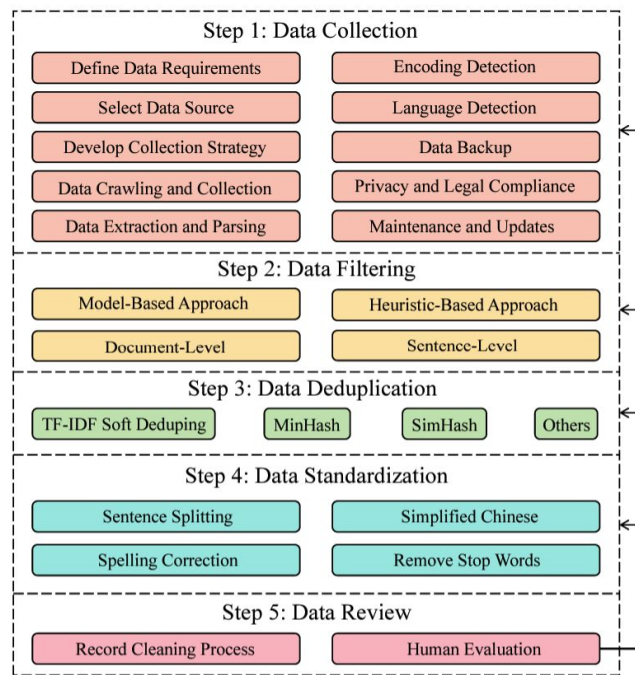 Step 1: Data Collection
Define Data Requirements
Encoding Detection
Select Data Source
Language Detection
Develop Collection Strategy
Data Backup
Data Crawling and Collection
Privacy and Legal Compliance
Data Extraction and Parsing
Maintenance and Updates
Step 2: Data Filtering
Model-Based Approach
Heuristic-Based Approach
Document-Level
Sentence-Level
Step 3: Data Deduplication
TF-IDF Soft Deduping
MinHash
SimHash
Others
Step 4: Data Standardization
Sentence Splitting
Simplified Chinese
Spelling Correction
Remove Stop Words
Step 5: Data Review
Record Cleaning Process
Human Evaluation